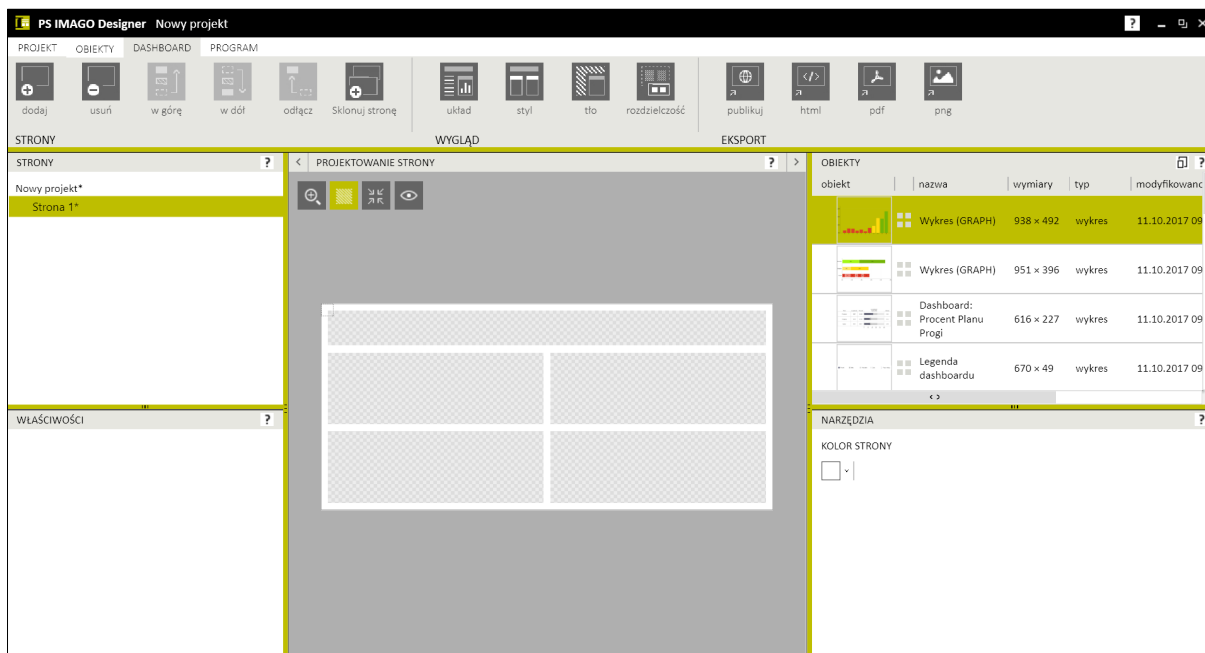 PS IMAGO Designer Nowy projekt ?
PROJEKT OBIEKTY DASHBOARD PROGRAM
dodaj usuń w górę w dół odłącz Sklonuj stronę układ styl tło rozdzielczość publikuj html pdf png
STRONY WYGLĄD EKSPORT
STRONY ?
Nowy projekt*
Strona 1*
PROJEKTOWANIE STRONY ?
OBIEKTY ?
obiekt nazwa wymiary typ modyfikowano
Wykres (GRAPH) 938 × 492 wykres 11.10.2017 09
Wykres (GRAPH) 951 × 396 wykres 11.10.2017 09
Dashboard:
Procent Planu 616 × 227 wykres 11.10.2017 09
Progi
Legenda
dashboardu 670 × 49 wykres 11.10.2017 09
WŁAŚCIWOŚCI ?
NARZĘDZIA ?
KOLOR STRONY